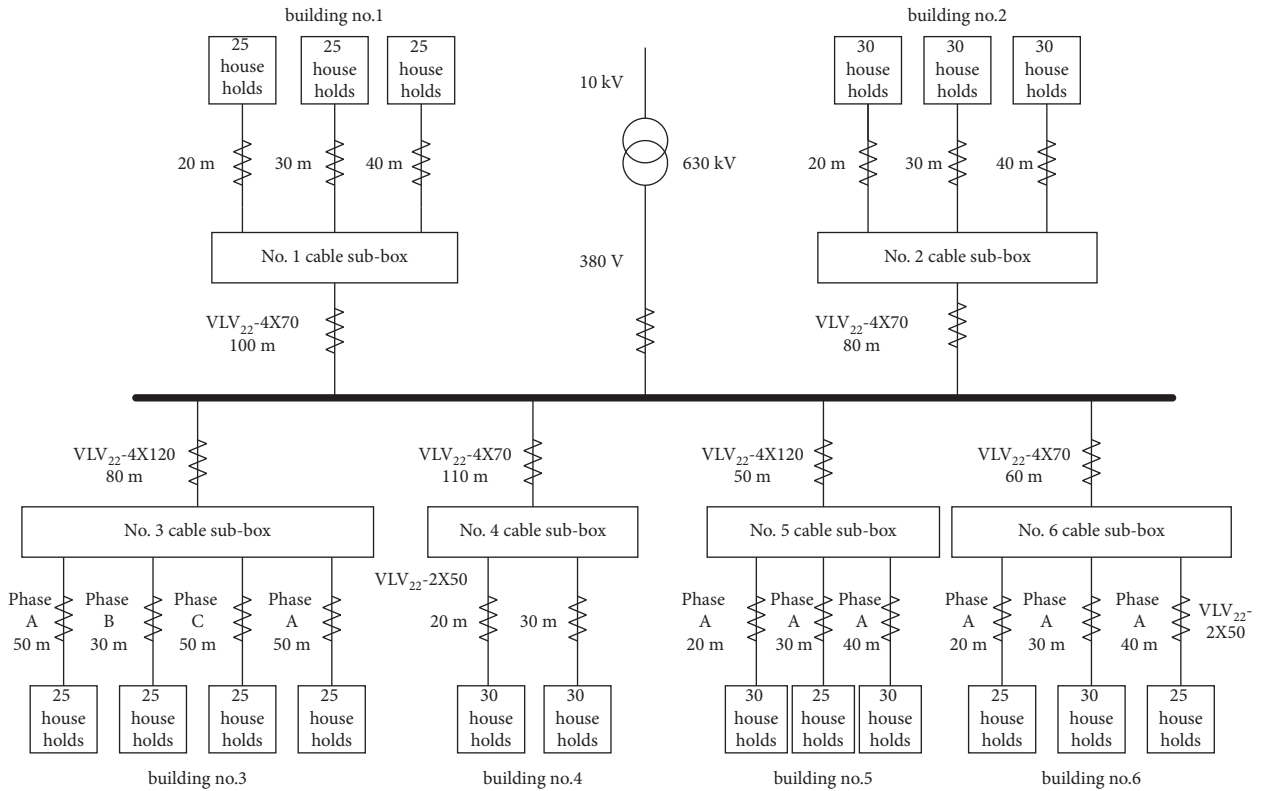 building no.1
25
house
holds
25
house
holds
25
house
holds
20 m
30 m
40 m
No. 1 cable sub-box
VLV22-4X70
100 m
10 kV
630 kV
380 V
building no.2
30
house
holds
30
house
holds
30
house
holds
20 m
30 m
40 m
No. 2 cable sub-box
VLV22-4X70
80 m
VLV22-4X120
80 m
No. 3 cable sub-box
Phase
A
50 m
Phase
B
30 m
Phase
C
50 m
Phase
A
50 m
25
house
holds
25
house
holds
25
house
holds
25
house
holds
building no.3
VLV22-4X70
110 m
No. 4 cable sub-box
VLV22-2X50
20 m
30 m
30
house
holds
30
house
holds
building no.4
VLV22-4X120
50 m
No. 5 cable sub-box
Phase
A
20 m
Phase
A
30 m
Phase
A
40 m
30
house
holds
25
house
holds
30
house
holds
building no.5
VLV22-4X70
60 m
No. 6 cable sub-box
Phase
A
20 m
Phase
A
30 m
Phase
A
40 m
VLV22-
2X50
25
house
holds
30
house
holds
25
house
holds
building no.6